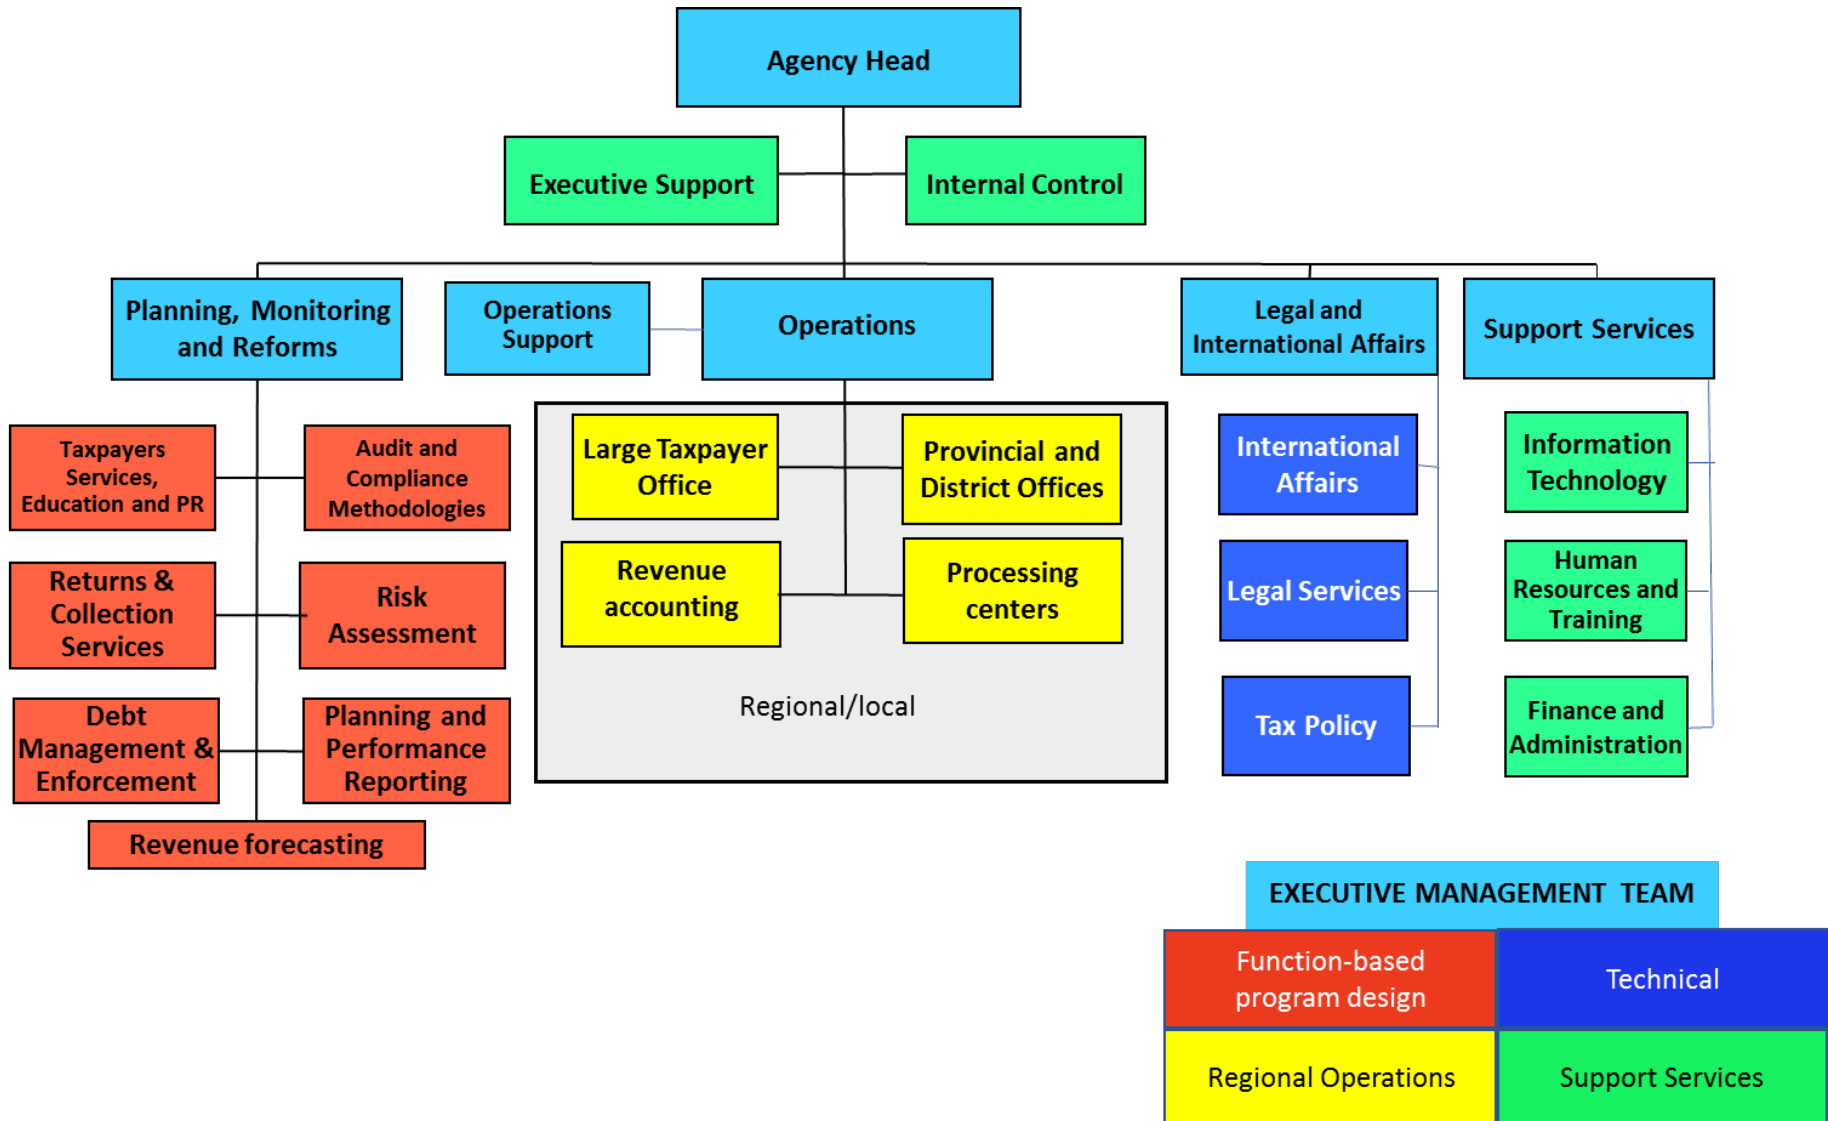 Agency Head
Executive Support
Internal Control
Planning, Monitoring
and Reforms
Operations
Support
Operations
Legal and
International Affairs
Support Services
Taxpayers
Services,
Education and PR
Audit and
Compliance
Methodologies
Returns &
Collection
Services
Risk
Assessment
Debt
Management &
Enforcement
Planning and
Performance
Reporting
Revenue forecasting
Large Taxpayer
Office
Provincial and
District Offices
Revenue
accounting
Processing
centers
Regional/local
International
Affairs
Legal Services
Tax Policy
Information
Technology
Human
Resources and
Training
Finance and
Administration
EXECUTIVE MANAGEMENT TEAM
Function-based
program design
Technical
Regional Operations
Support Services